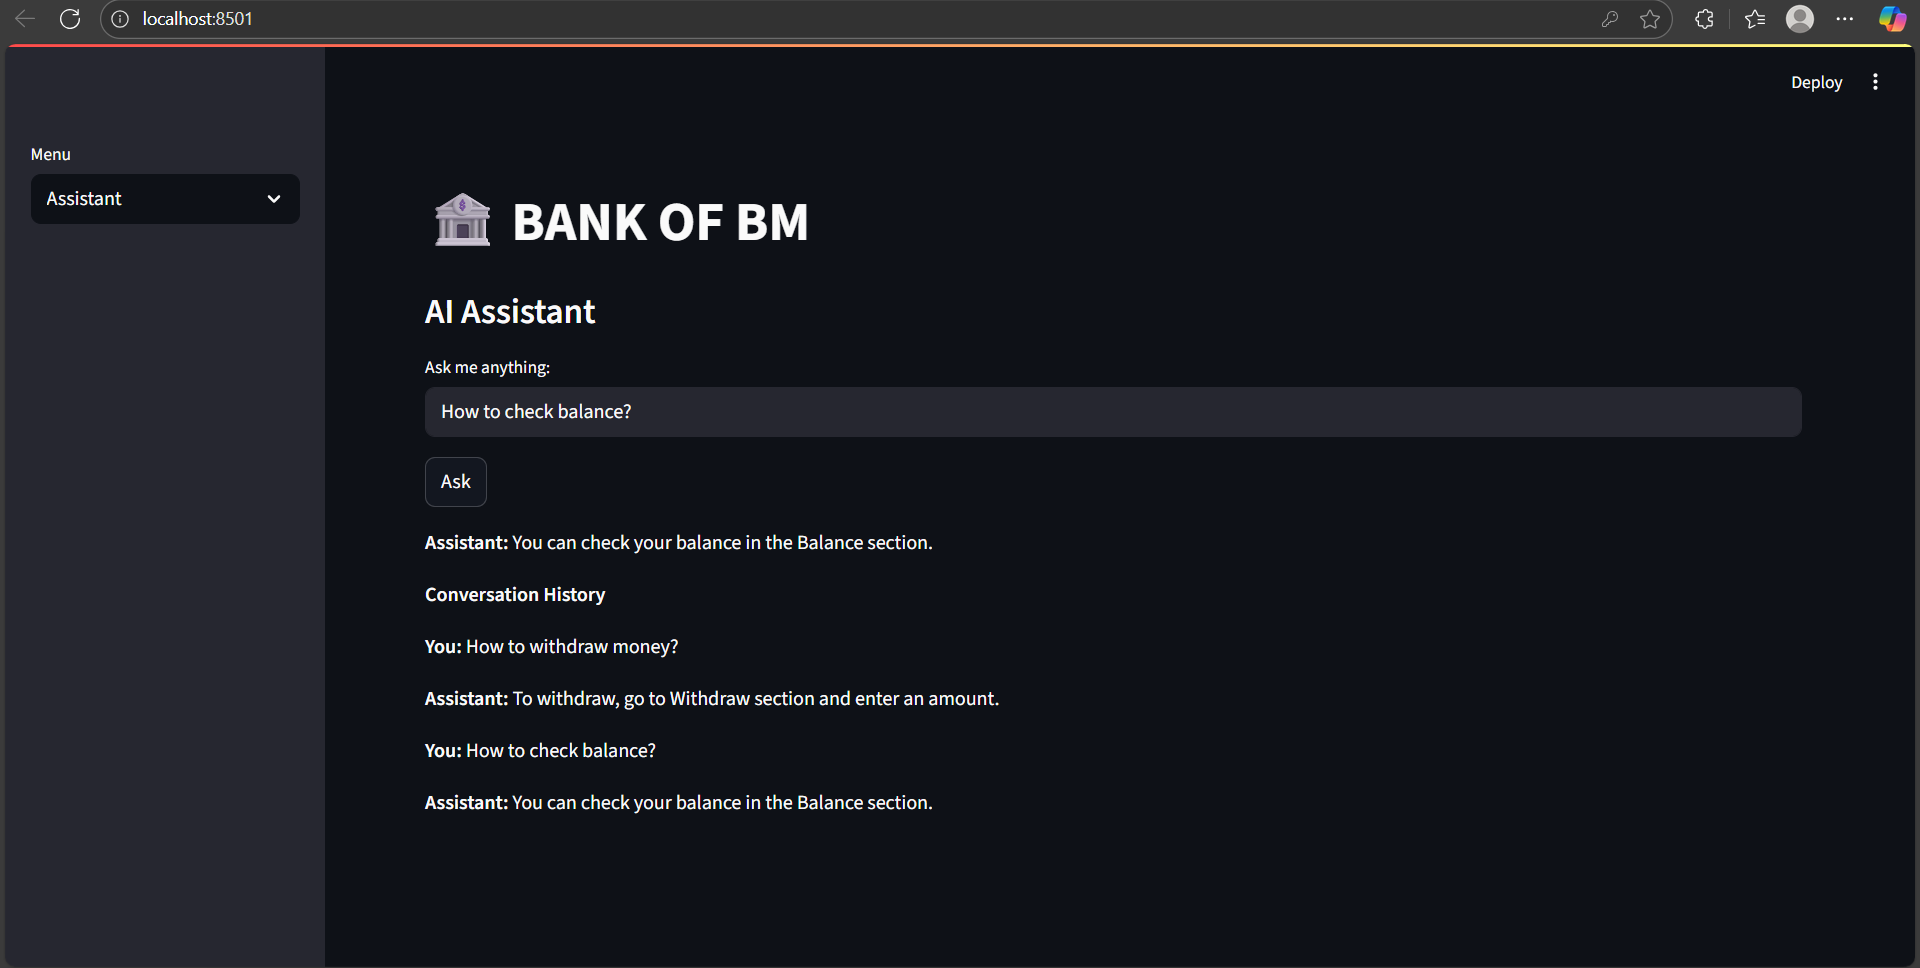 localhost:8501
Deploy
Menu
Assistant
BANK OF BM
AI Assistant
Ask me anything:
How to check balance?
Ask
Assistant: You can check your balance in the Balance section.
Conversation History
You: How to withdraw money?
Assistant: To withdraw, go to Withdraw section and enter an amount.
You: How to check balance?
Assistant: You can check your balance in the Balance section.